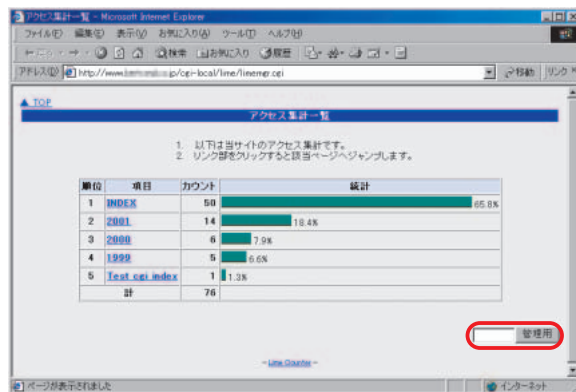 アクセス集計一覧 - Microsoft Internet Explorer
ファイル(F) 編集(E) 表示(V) お気に入り(A) ツール(T) ヘルプ(H)
検索 お気に入り 履歴
アドレス(D) http://www. .jp/cgi-local/lime/limemgr.cgi 移動 リンク »
▲ TOP
アクセス集計一覧
1. 以下は当サイトのアクセス集計です。
2. リンク部をクリックすると該当ページへジャンプします。
順位 項目 カウント 統計
1 INDEX 50 65.8%
2 2001 14 18.4%
3 2000 6 7.9%
4 1999 5 6.6%
5 Test cgi index 1 1.3%
計 76
管理用
- Lime Counter -
ページが表示されました インターネット